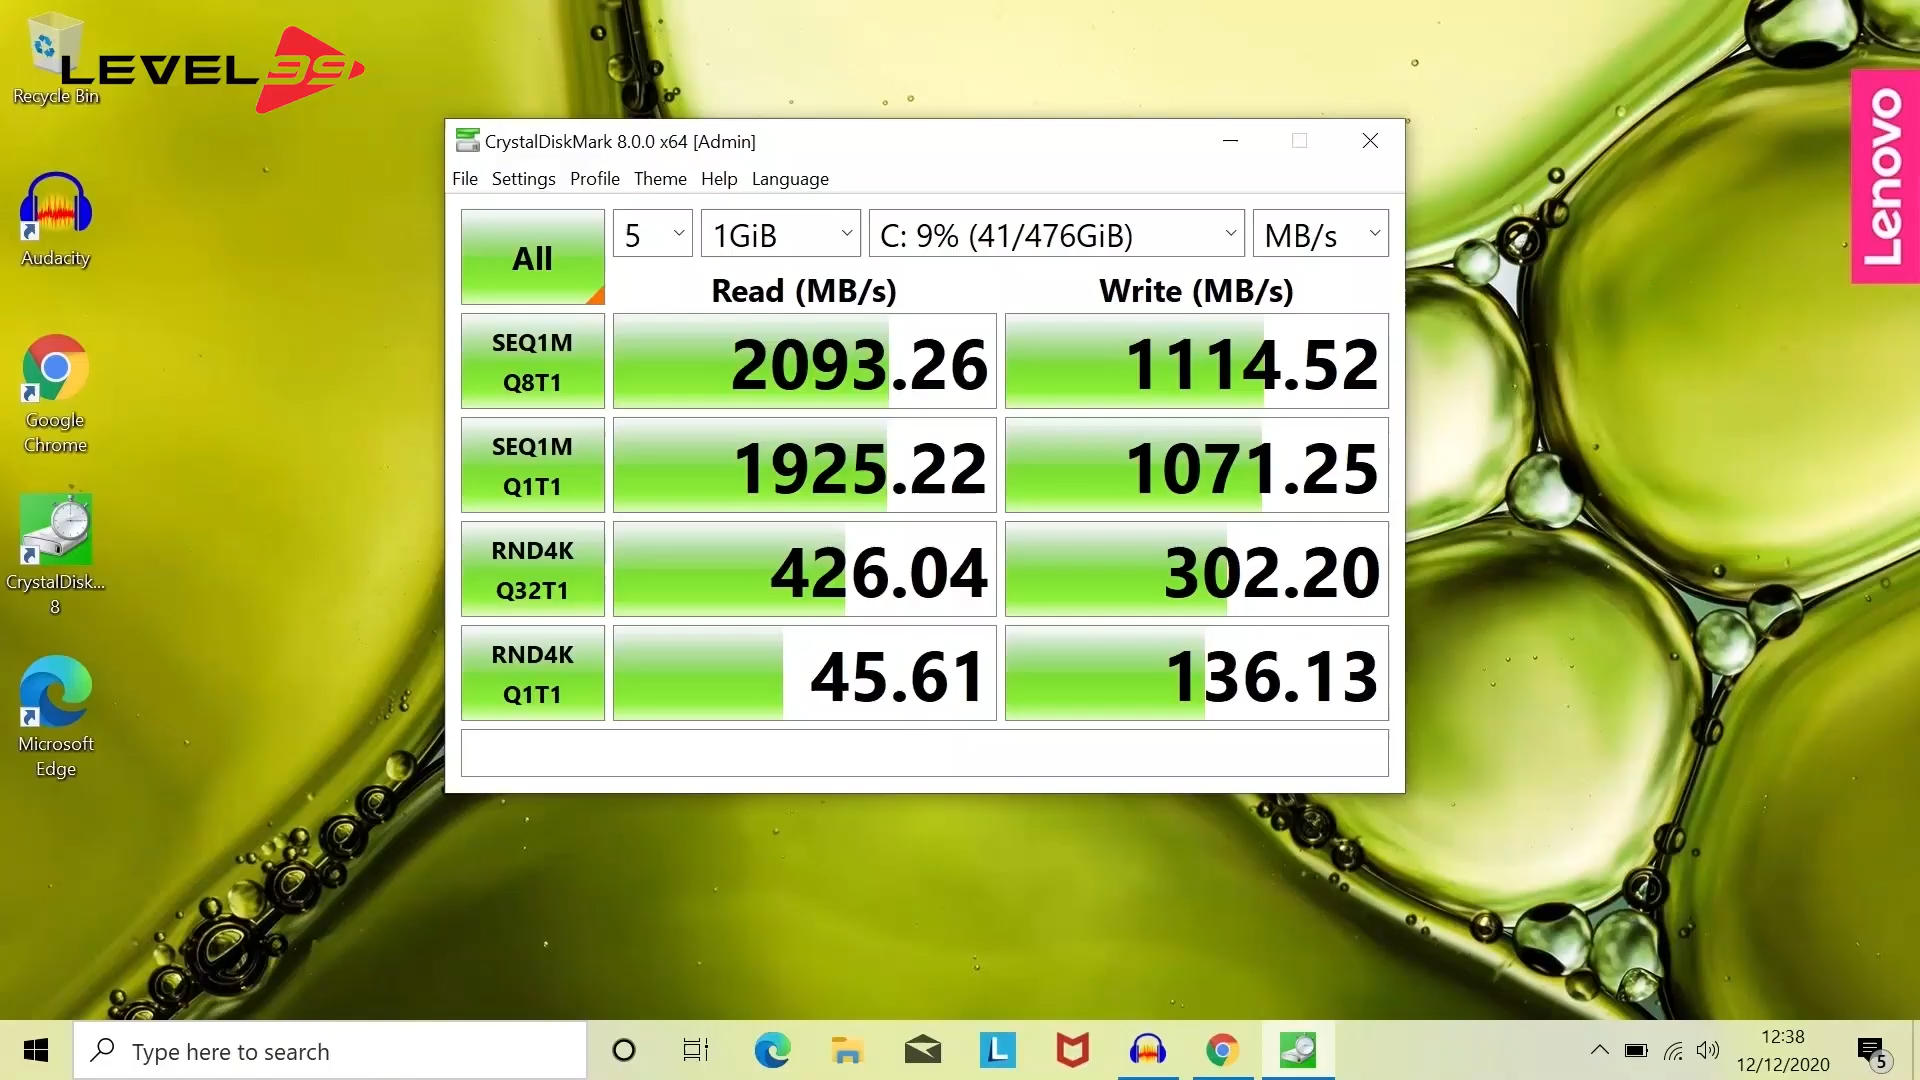 LEVEL 39
Recycle Bin
Audacity
Google
Chrome
CrystalDisk...
8
Microsoft
Edge
Lenovo
CrystalDiskMark 8.0.0 x64 [Admin]
File Settings Profile Theme Help Language
All
5 1GiB C: 9% (41/476GiB) MB/s
Read (MB/s) Write (MB/s)
SEQ1M
Q8T1
2093.26 1114.52
SEQ1M
Q1T1
1925.22 1071.25
RND4K
Q32T1
426.04 302.20
RND4K
Q1T1
45.61 136.13
Type here to search
L
12:38
12/12/2020
5